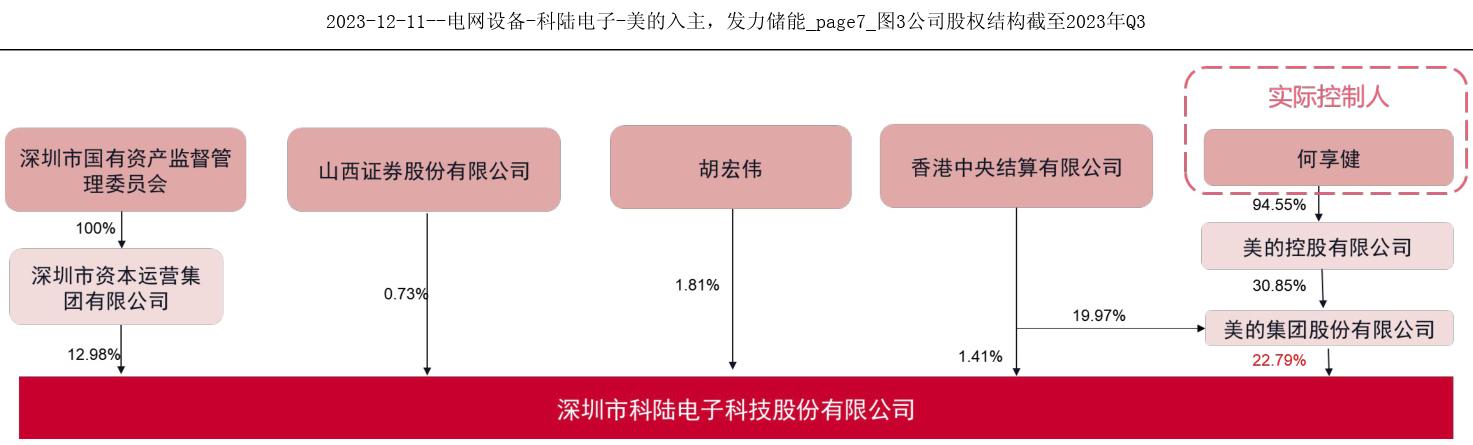 2023-12-11--电网设备-科陆电子-美的入主，发力储能_page7_图3公司股权结构截至2023年Q3
实际控制人
深圳市国有资产监督管
理委员会
山西证券股份有限公司
胡宏伟
香港中央结算有限公司
何享健
100%
94.55%
深圳市资本运营集
团有限公司
美的控股有限公司
0.73%
1.81%
30.85%
19.97%
美的集团股份有限公司
12.98%
1.41%
22.79%
深圳市科陆电子科技股份有限公司